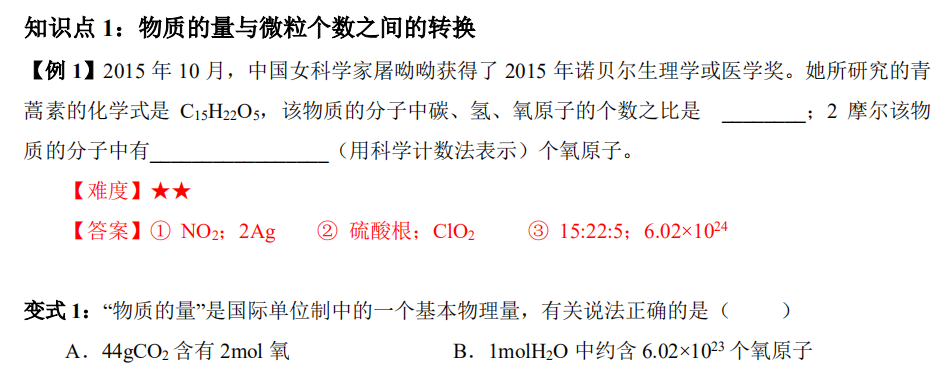 知识点 1：物质的量与微粒个数之间的转换
【例 1】2015 年 10 月，中国女科学家屠呦呦获得了 2015 年诺贝尔生理学或医学奖。她所研究的青
蒿素的化学式是 C₁₅H₂₂O₅，该物质的分子中碳、氢、氧原子的个数之比是 ________；2 摩尔该物
质的分子中有_________________（用科学计数法表示）个氧原子。
【难度】★★
【答案】① NO₂；2Ag ② 硫酸根；ClO₂ ③ 15:22:5；6.02×10²⁴
变式 1：“物质的量”是国际单位制中的一个基本物理量，有关说法正确的是（ ）
A．44gCO₂ 含有 2mol 氧 B．1molH₂O 中约含 6.02×10²³ 个氧原子